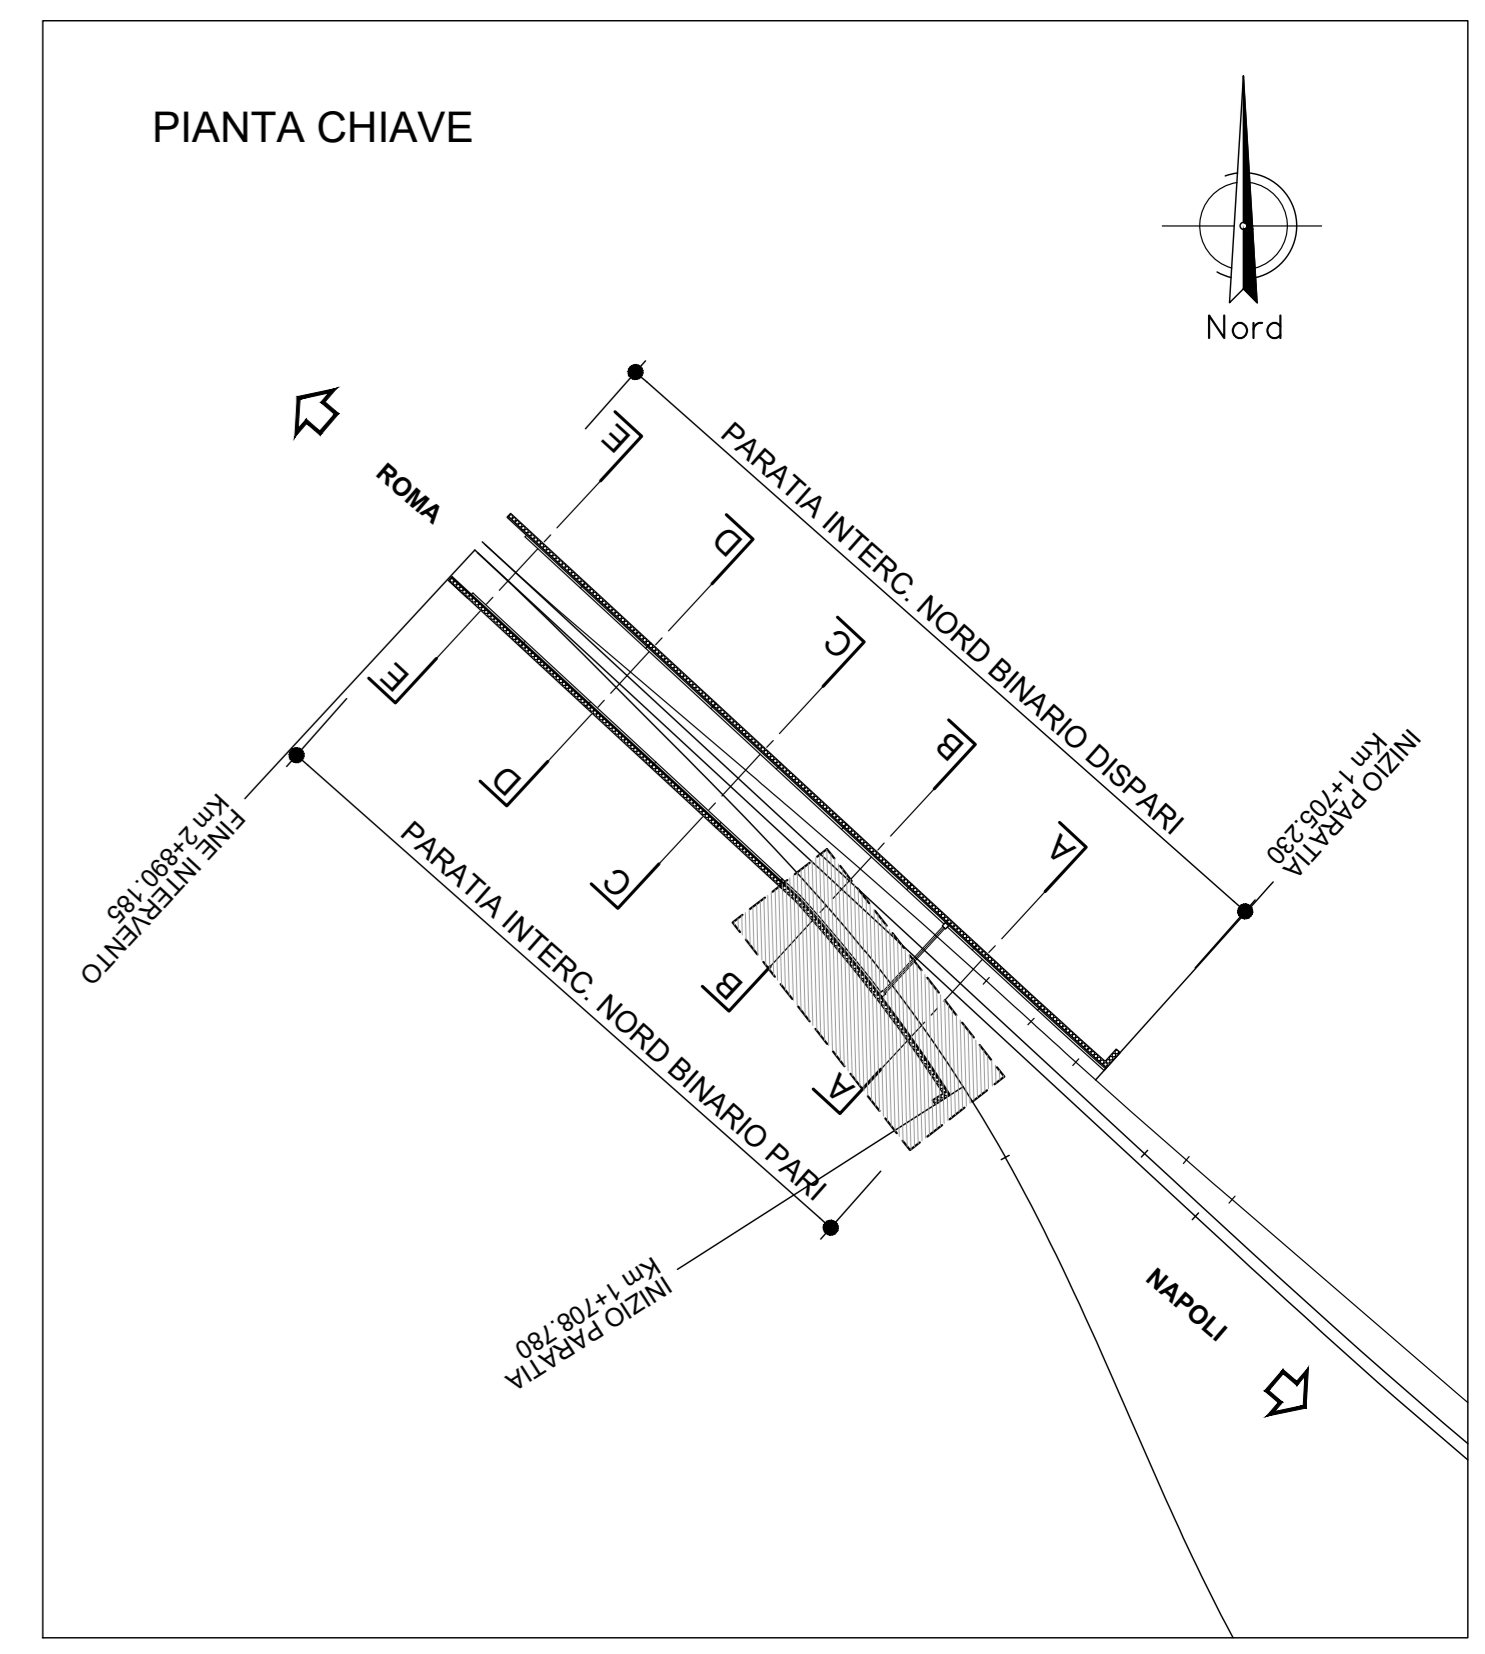 PIANTA CHIAVE
Nord
ROMA
PARATIA INTERC. NORD BINARIO DISPARI
E
D
C
B
A
INIZIO PARATIA
Km 1+705.230
E
D
C
B
A
FINE INTERVENTO
Km 2+890.185
PARATIA INTERC. NORD BINARIO PARI
INIZIO PARATIA
Km 1+708.780
NAPOLI